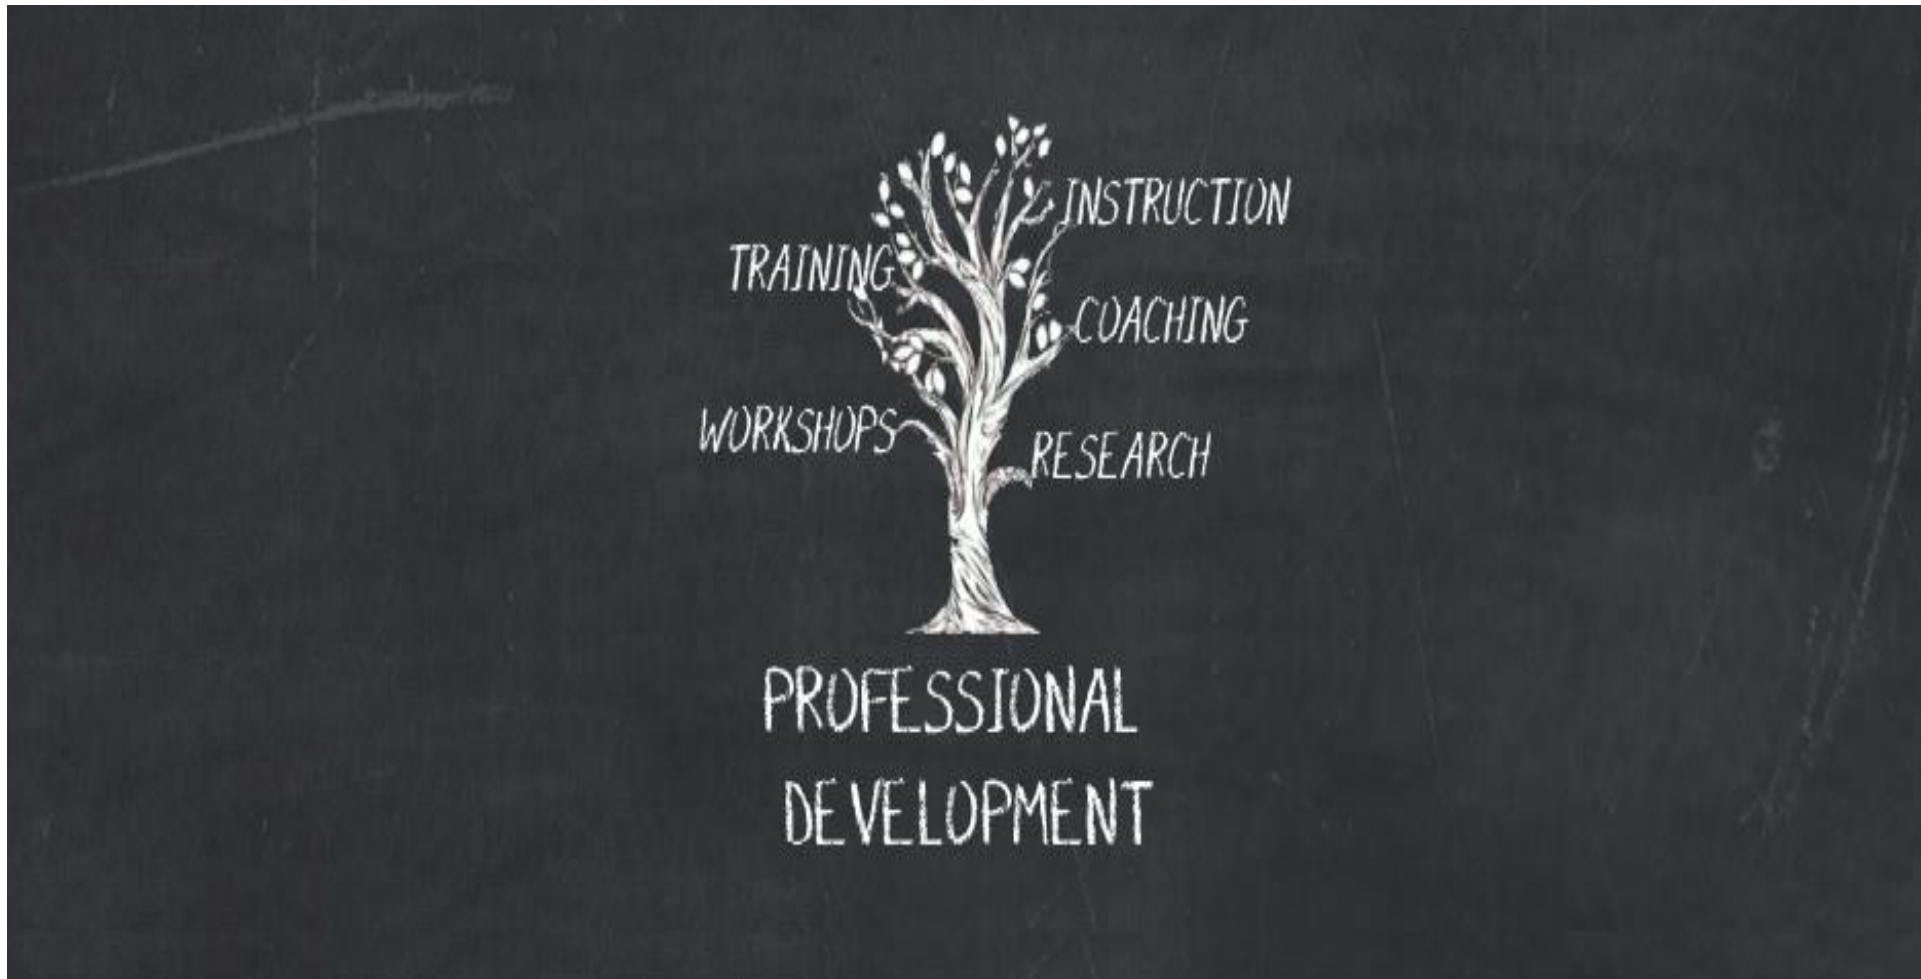 INSTRUCTION
TRAINING
COACHING
WORKSHOPS
RESEARCH
PROFESSIONAL
DEVELOPMENT